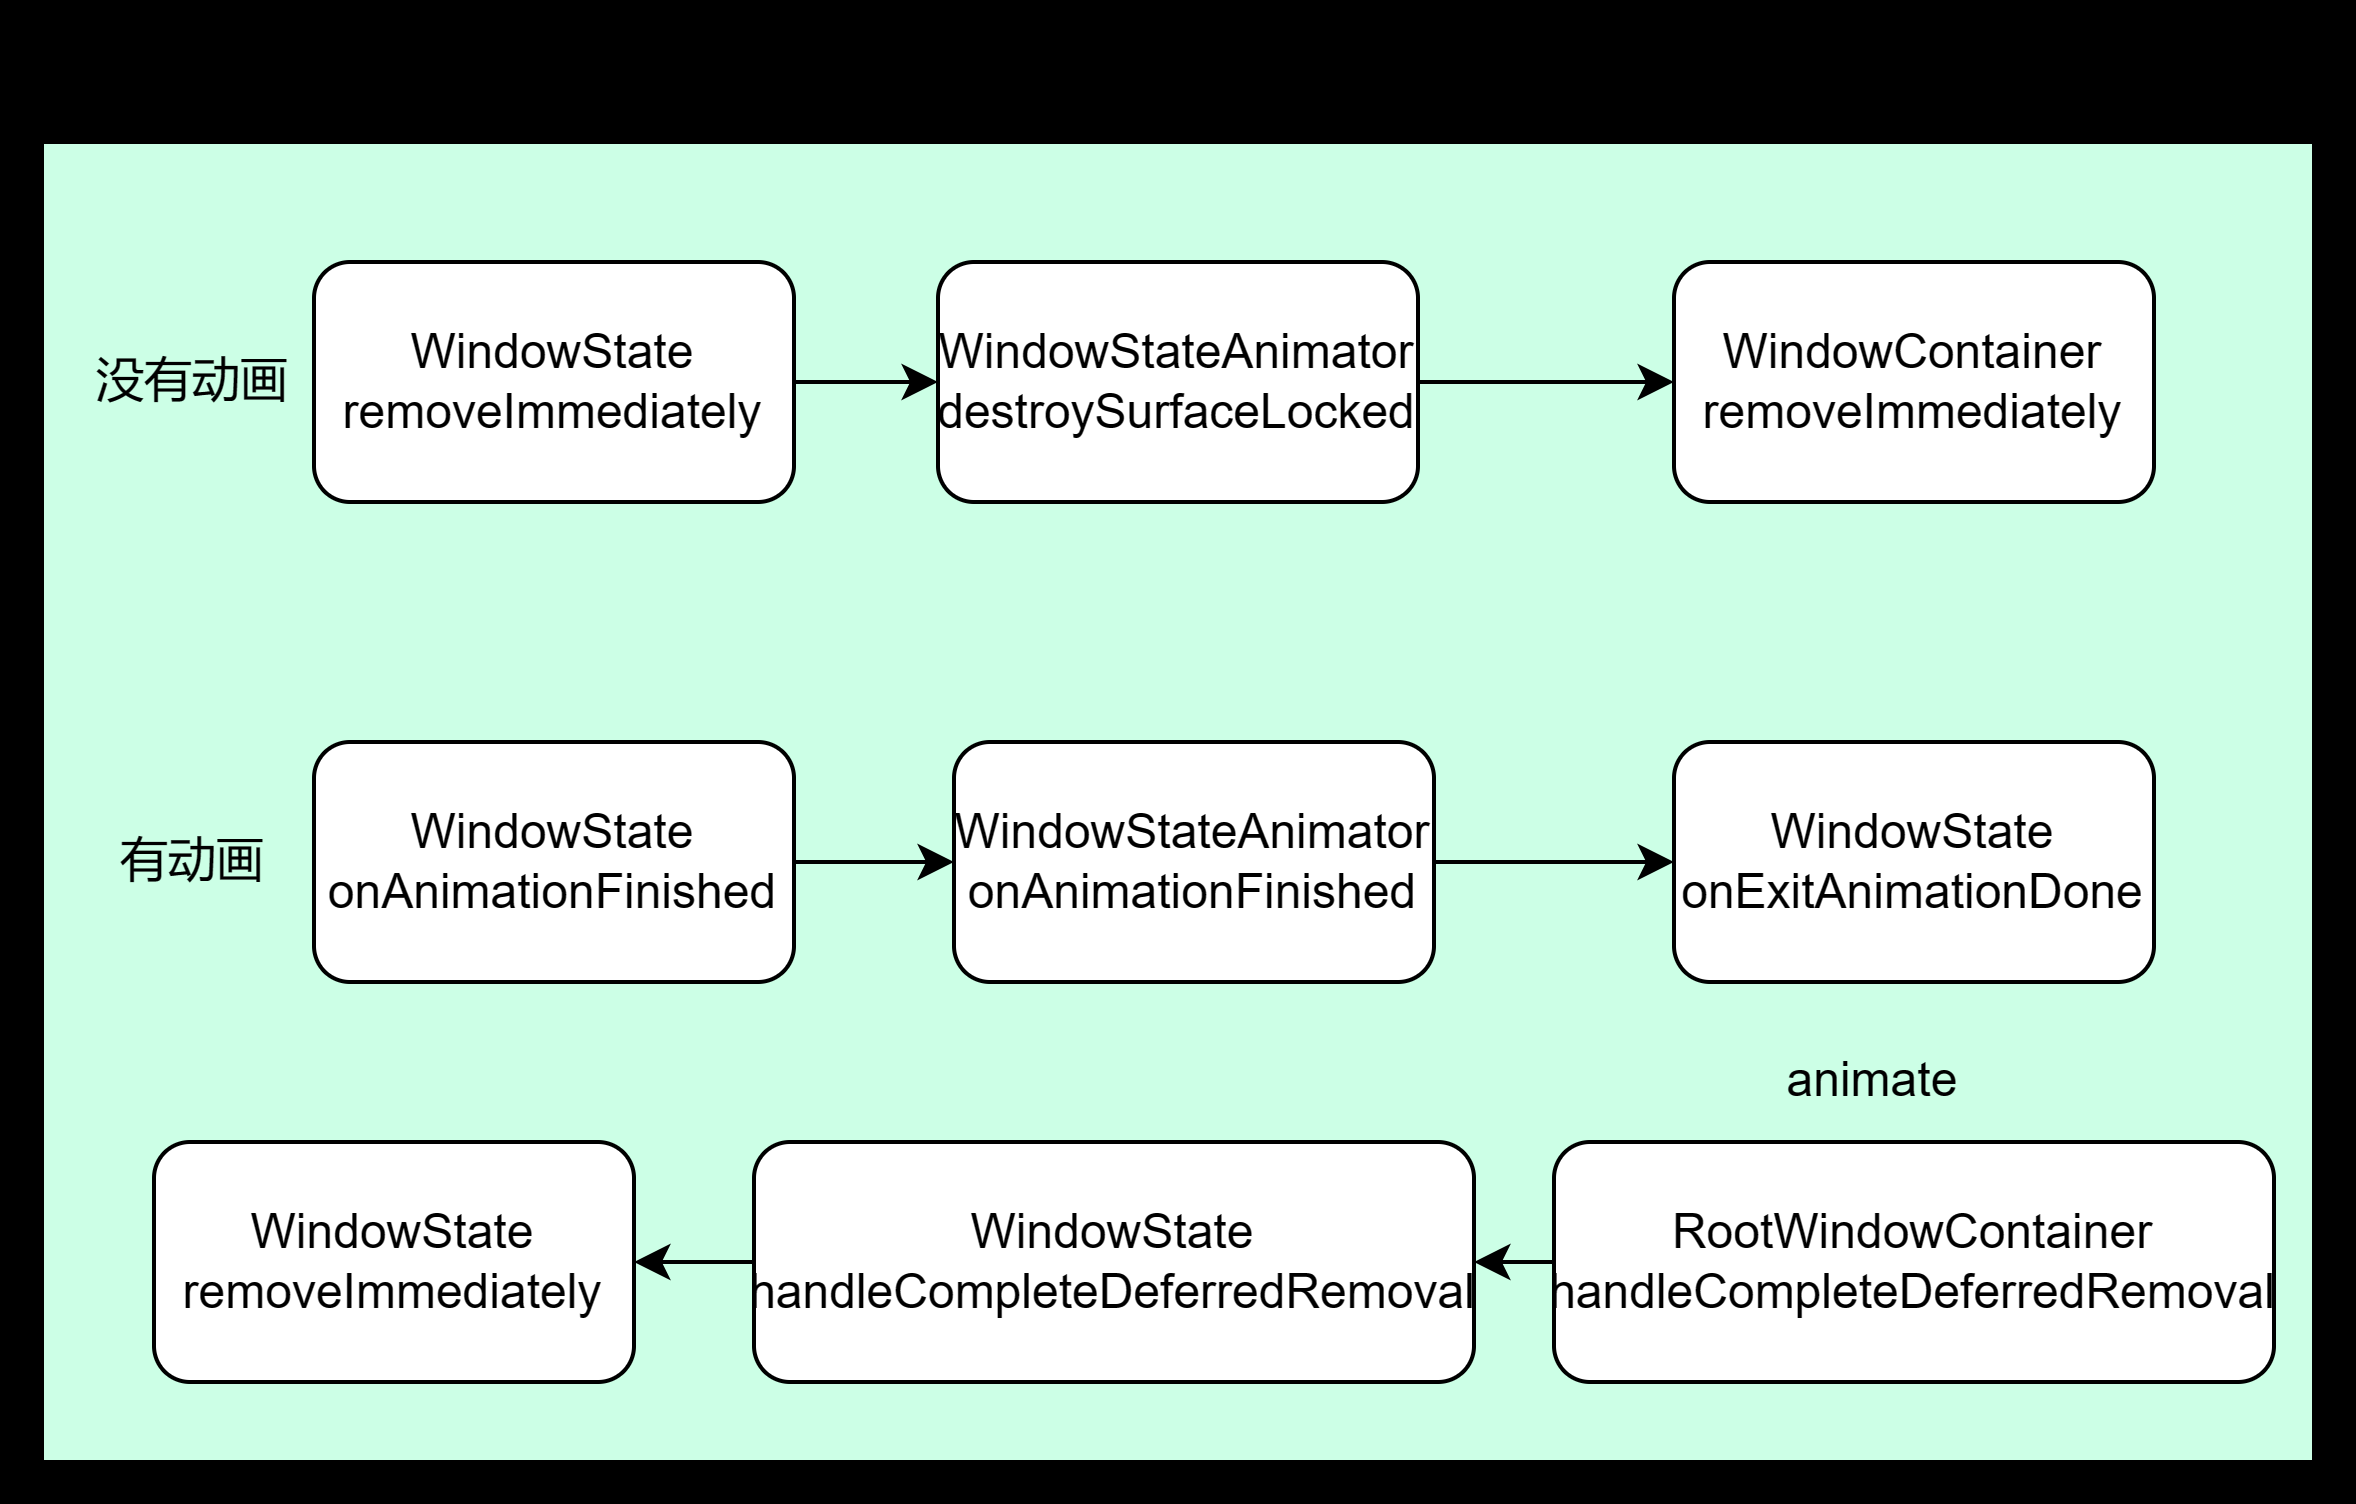 没有动画
WindowState
removeImmediately
WindowStateAnimator
destroySurfaceLocked
WindowContainer
removeImmediately
有动画
WindowState
onAnimationFinished
WindowStateAnimator
onAnimationFinished
WindowState
onExitAnimationDone
animate
WindowState
removeImmediately
WindowState
handleCompleteDeferredRemoval
RootWindowContainer
handleCompleteDeferredRemoval